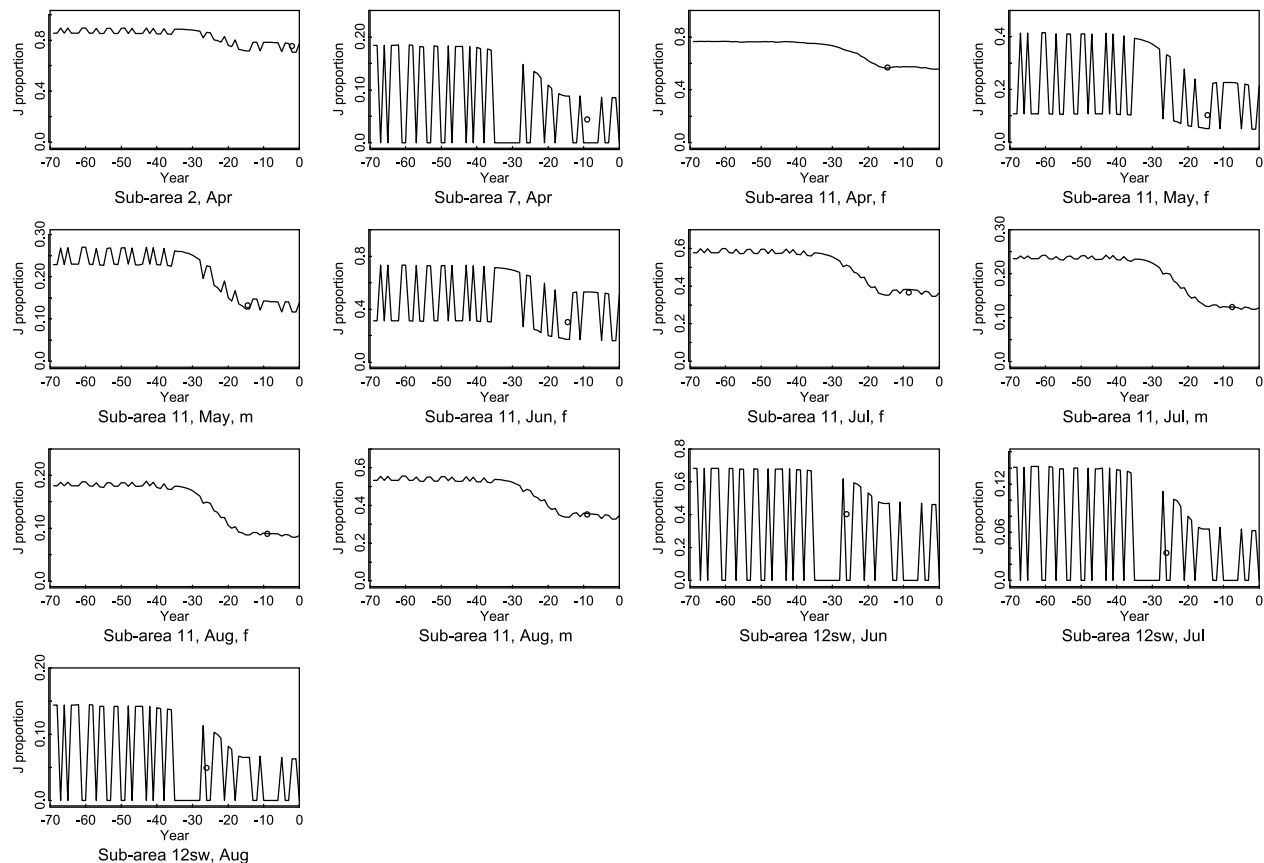 J proportion
0.8
0.4
0.0
-70 -60 -50 -40 -30 -20 -10 0
Year
Sub-area 2, Apr
J proportion
0.20
0.10
0.0
-70 -60 -50 -40 -30 -20 -10 0
Year
Sub-area 7, Apr
J proportion
0.8
0.4
0.0
-70 -60 -50 -40 -30 -20 -10 0
Year
Sub-area 11, Apr, f
J proportion
0.4
0.2
0.0
-70 -60 -50 -40 -30 -20 -10 0
Year
Sub-area 11, May, f
J proportion
0.30
0.20
0.10
0.0
-70 -60 -50 -40 -30 -20 -10 0
Year
Sub-area 11, May, m
J proportion
0.8
0.4
0.0
-70 -60 -50 -40 -30 -20 -10 0
Year
Sub-area 11, Jun, f
J proportion
0.6
0.4
0.2
0.0
-70 -60 -50 -40 -30 -20 -10 0
Year
Sub-area 11, Jul, f
J proportion
0.30
0.20
0.10
0.0
-70 -60 -50 -40 -30 -20 -10 0
Year
Sub-area 11, Jul, m
J proportion
0.20
0.10
0.0
-70 -60 -50 -40 -30 -20 -10 0
Year
Sub-area 11, Aug, f
J proportion
0.6
0.4
0.2
0.0
-70 -60 -50 -40 -30 -20 -10 0
Year
Sub-area 11, Aug, m
J proportion
0.8
0.6
0.4
0.2
0.0
-70 -60 -50 -40 -30 -20 -10 0
Year
Sub-area 12sw, Jun
J proportion
0.12
0.06
0.0
-70 -60 -50 -40 -30 -20 -10 0
Year
Sub-area 12sw, Jul
J proportion
0.20
0.10
0.0
-70 -60 -50 -40 -30 -20 -10 0
Year
Sub-area 12sw, Aug